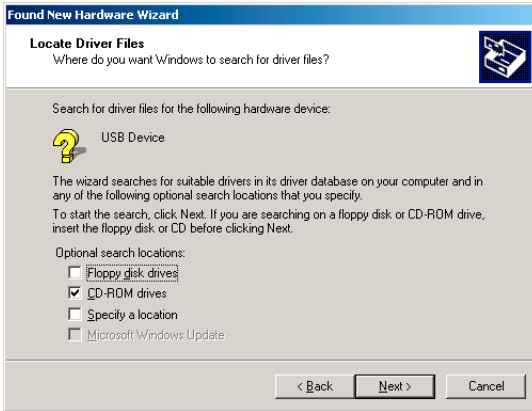 Found New Hardware Wizard
Locate Driver Files
Where do you want Windows to search for driver files?
Search for driver files for the following hardware device:
USB Device
The wizard searches for suitable drivers in its driver database on your computer and in
any of the following optional search locations that you specify.
To start the search, click Next. If you are searching on a floppy disk or CD-ROM drive,
insert the floppy disk or CD before clicking Next.
Optional search locations:
Floppy disk drives
CD-ROM drives
Specify a location
Microsoft Windows Update
< Back Next > Cancel